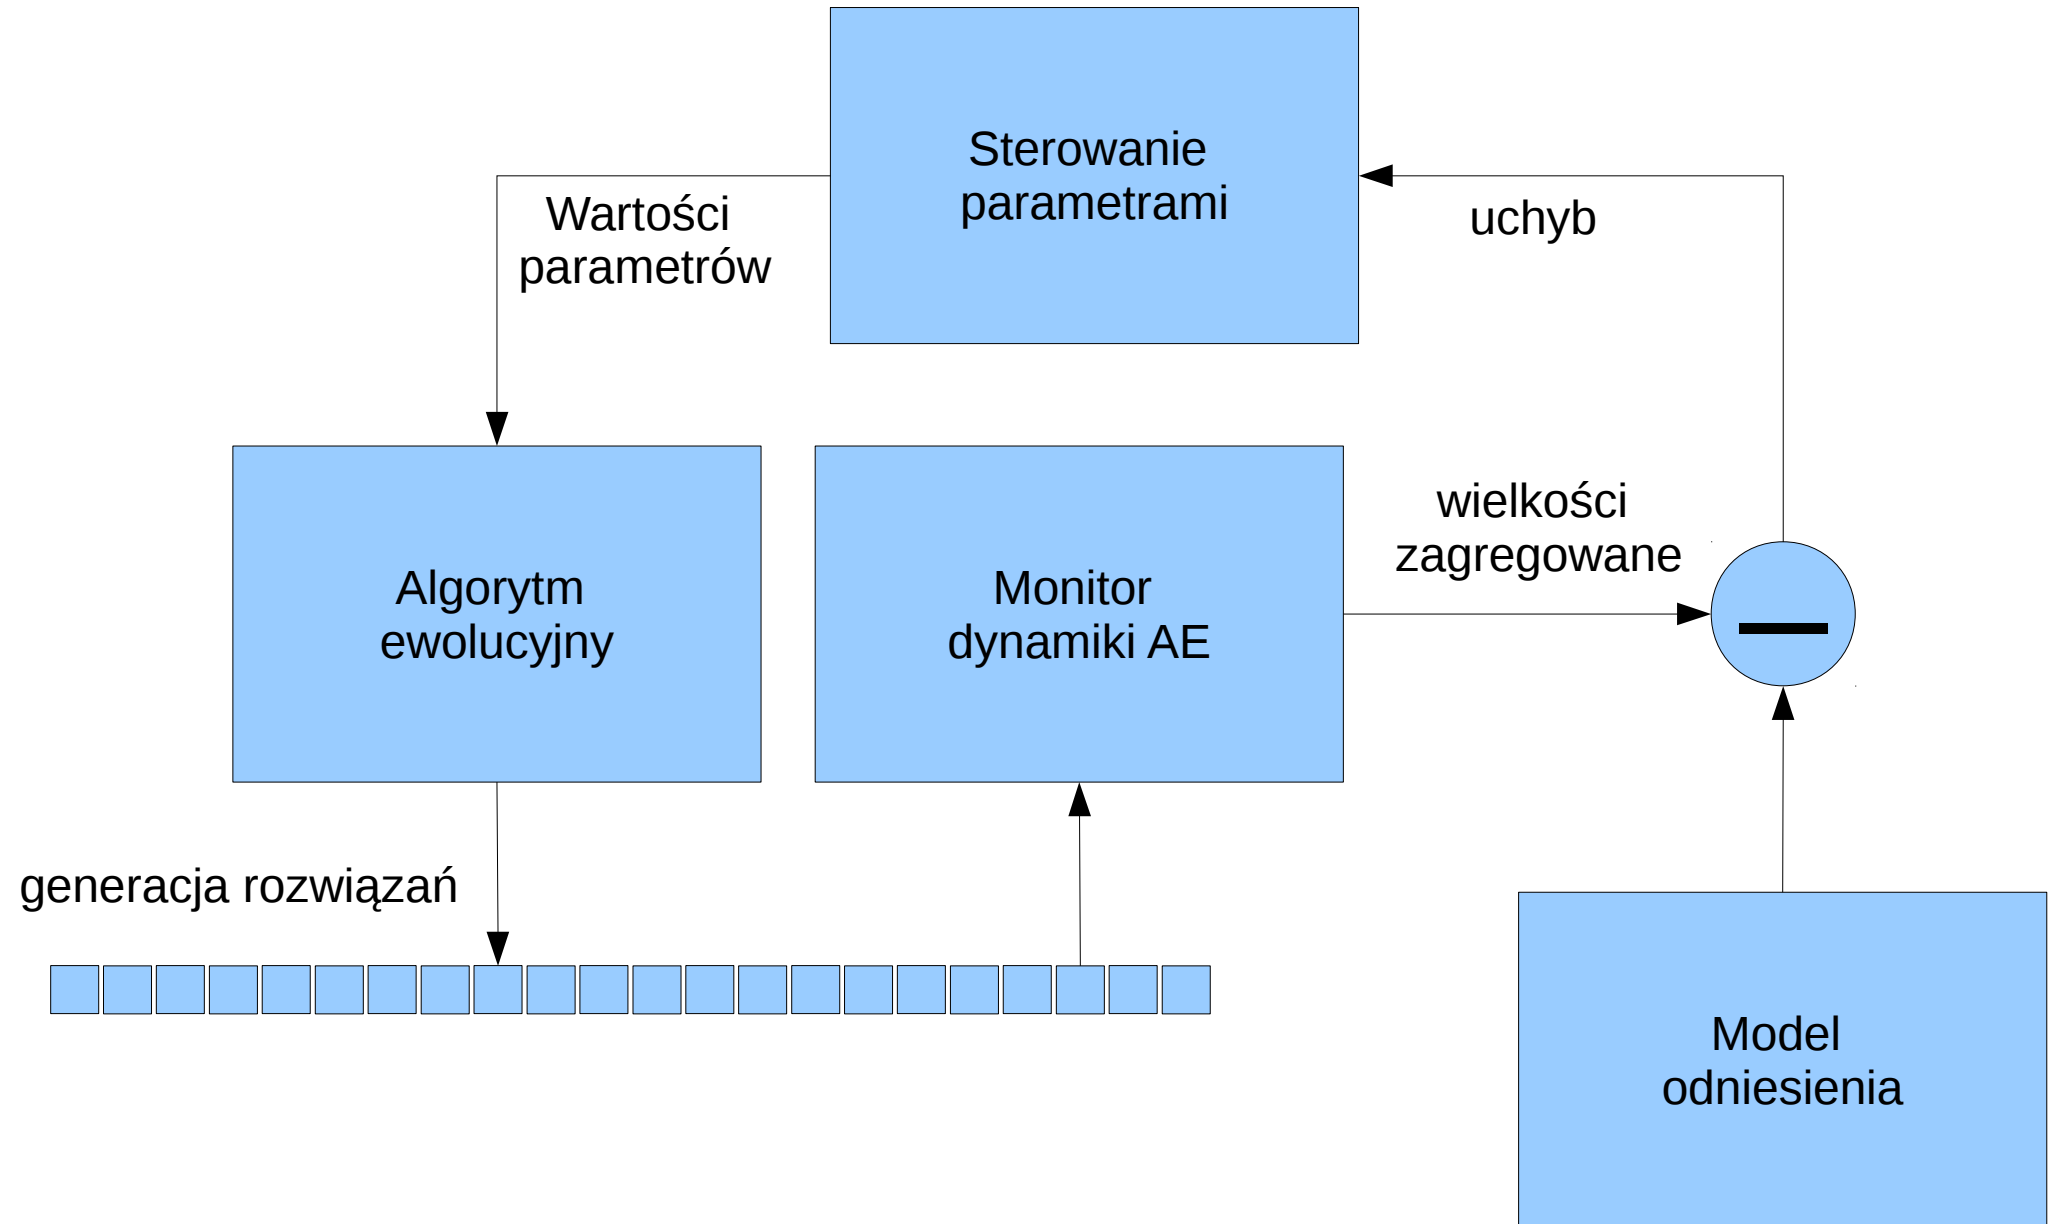 Sterowanie
parametrami
Wartości
parametrów
uchyb
Algorytm
ewolucyjny
Monitor
dynamiki AE
wielkości
zagregowane
generacja rozwiązań
Model
odniesienia